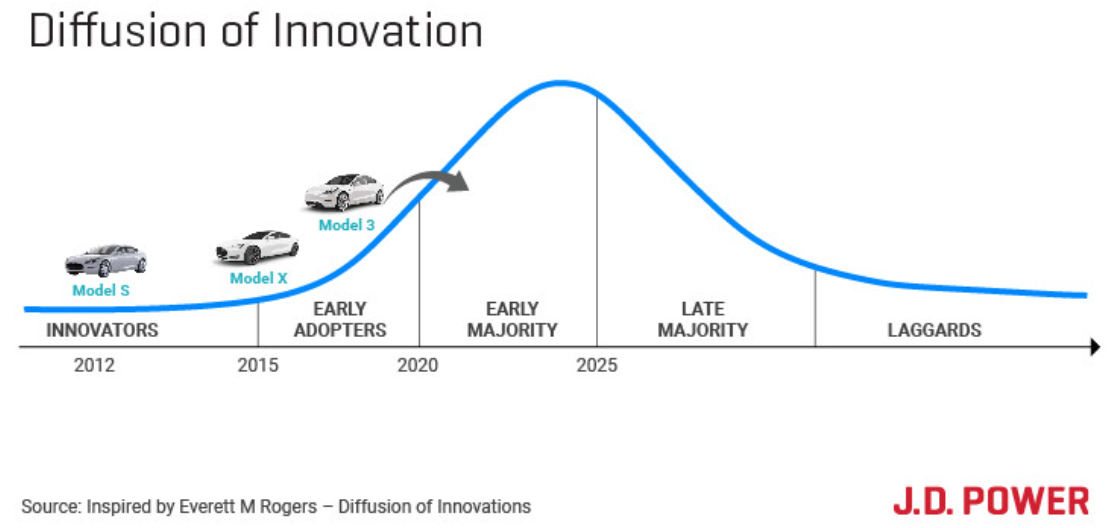 Diffusion of Innovation
Model 3
Model X
Model S
INNOVATORS
EARLY
ADOPTERS
EARLY
MAJORITY
LATE
MAJORITY
LAGGARDS
2012
2015
2020
2025
Source: Inspired by Everett M Rogers – Diffusion of Innovations
J.D. POWER